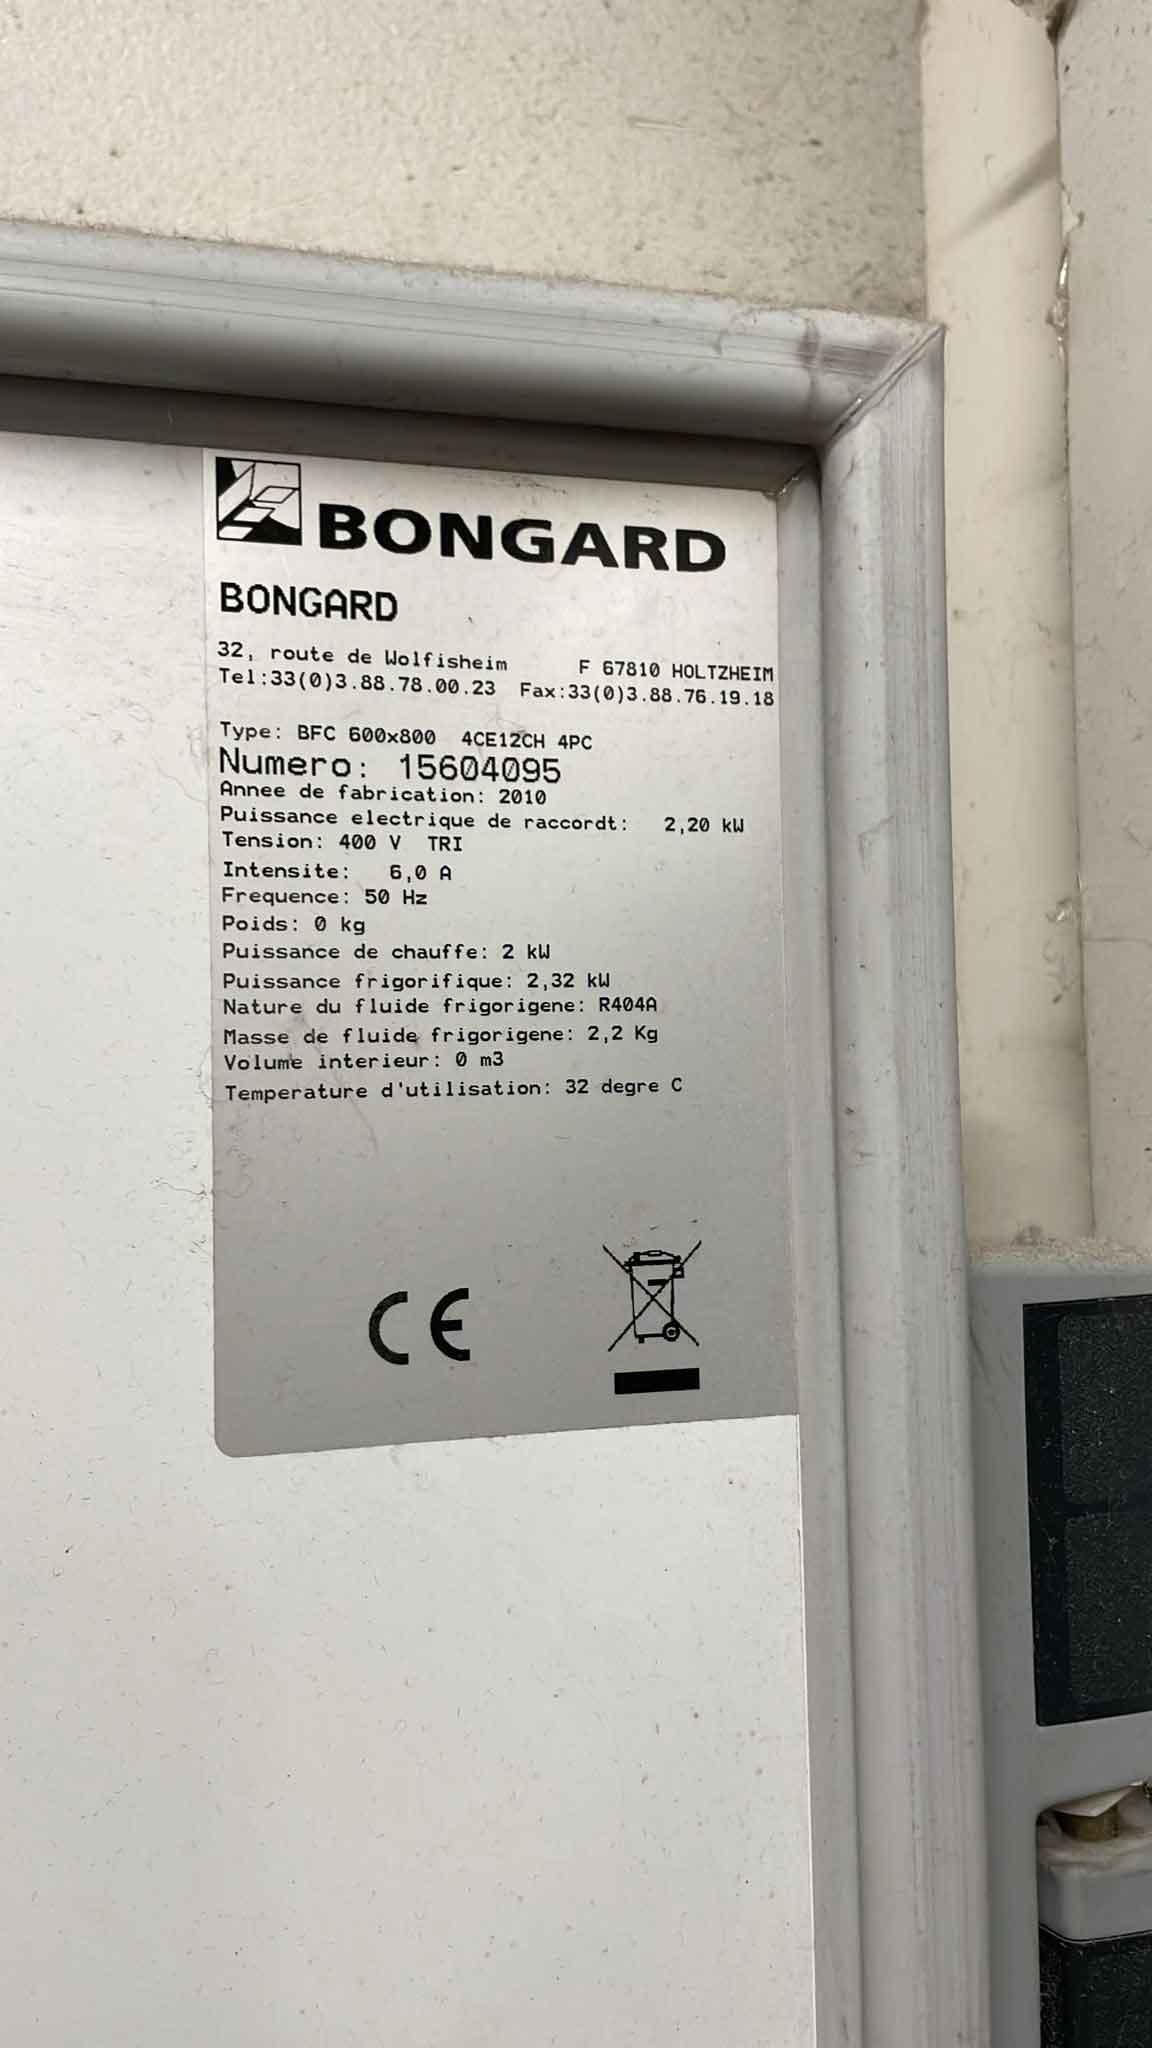 BONGARD
BONGARD
32, route de Wolfisheim F 67810 HOLTZHEIM
Tel:33(0)3.88.78.00.23 Fax:33(0)3.88.76.19.18
Type: BFC 600x800 4CE12CH 4PC
Numero: 15604095
Annee de fabrication: 2010
Puissance electrique de raccordt: 2,20 kW
Tension: 400 V TRI
Intensite: 6,0 A
Frequence: 50 Hz
Poids: 0 kg
Puissance de chauffe: 2 kW
Puissance frigorifique: 2,32 kW
Nature du fluide frigorigene: R404A
Masse de fluide frigorigene: 2,2 Kg
Volume interieur: 0 m3
Temperature d'utilisation: 32 degre C
CE